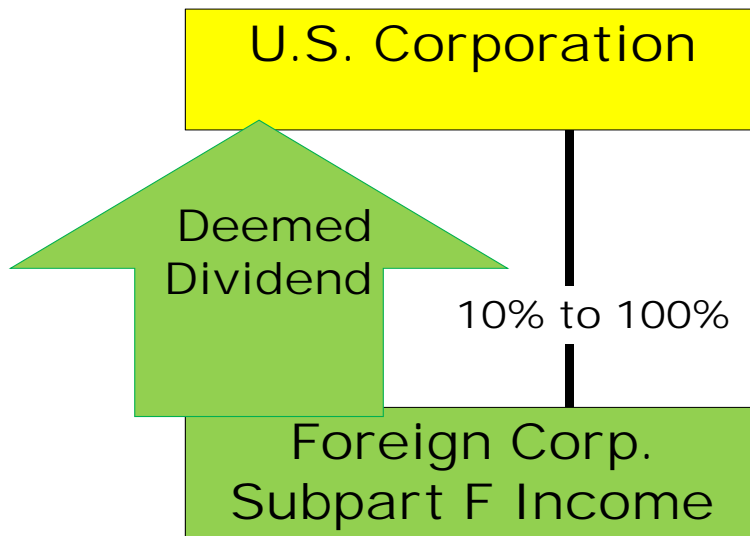 U.S. Corporation
Deemed
Dividend
10% to 100%
Foreign Corp.
Subpart F Income